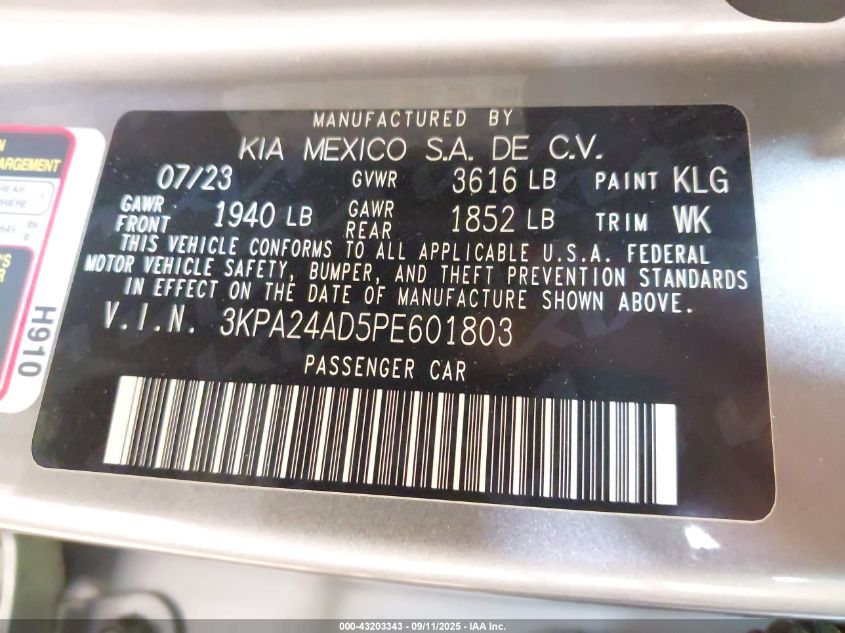 MANUFACTURED BY
KIA MEXICO S.A. DE C.V.
07/23 GVWR 3616 LB PAINT KLG
GAWR FRONT 1940 LB GAWR REAR 1852 LB TRIM WK
THIS VEHICLE CONFORMS TO ALL APPLICABLE U.S.A. FEDERAL
MOTOR VEHICLE SAFETY, BUMPER, AND THEFT PREVENTION STANDARDS
IN EFFECT ON THE DATE OF MANUFACTURE SHOWN ABOVE.
V.I.N. 3KPA24AD5PE601803
PASSENGER CAR
H910
000-43203343 - 09/11/2025 - IAA Inc.